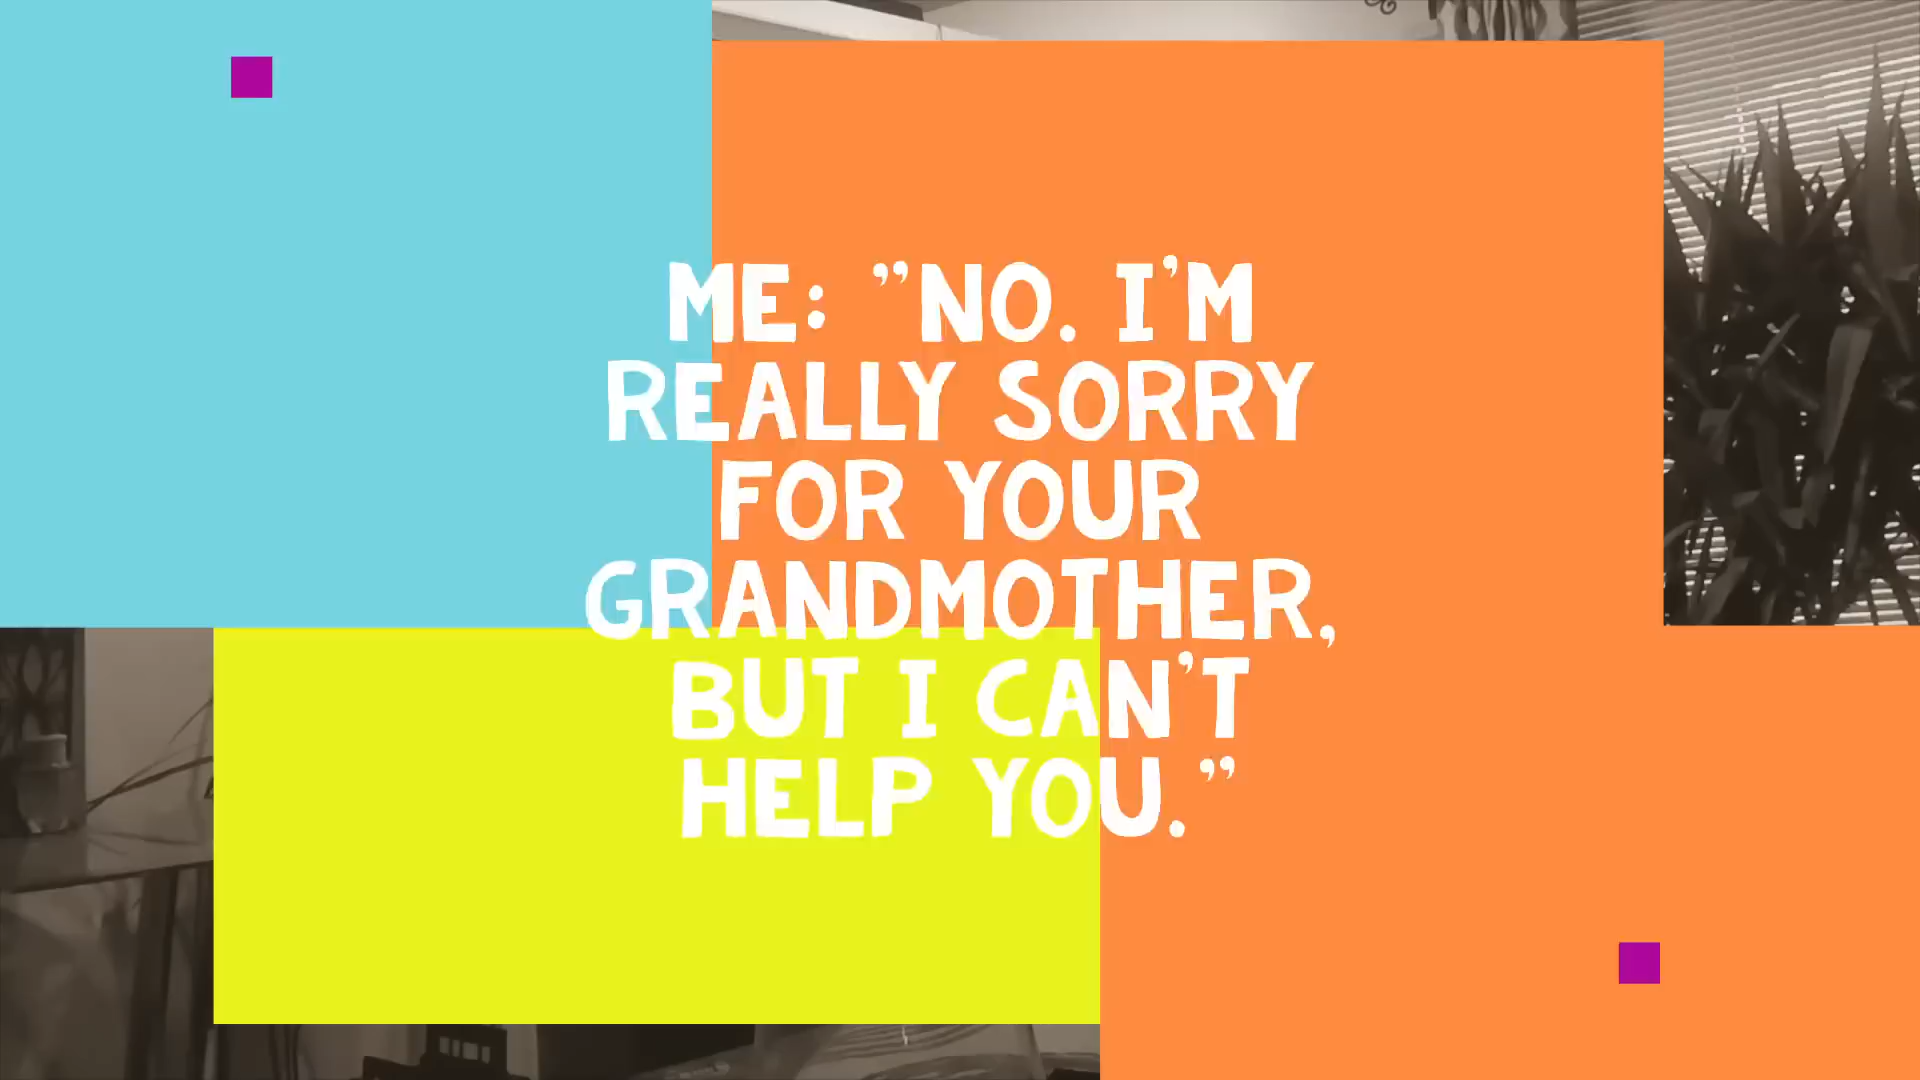 ME: ”NO. I’M
REALLY SORRY
FOR YOUR
GRANDMOTHER,
BUT I CAN’T
HELP YOU.”